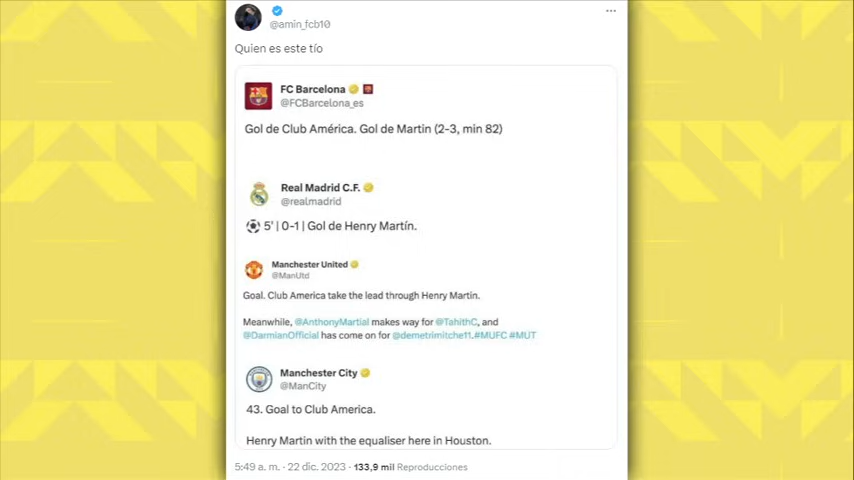 @amin_fcb10
Quien es este tío
FC Barcelona
@FCBarcelona_es
Gol de Club América. Gol de Martin (2-3, min 82)
Real Madrid C.F.
@realmadrid
5' | 0-1 | Gol de Henry Martín.
Manchester United
@ManUtd
Goal. Club America take the lead through Henry Martin.
Meanwhile, @AnthonyMartial makes way for @TahithC, and
@DarmianOfficial has come on for @demetrimitche11.#MUFC #MUT
Manchester City
@ManCity
43. Goal to Club America.
Henry Martin with the equaliser here in Houston.
5:49 a. m. · 22 dic. 2023 · 133,9 mil Reproducciones